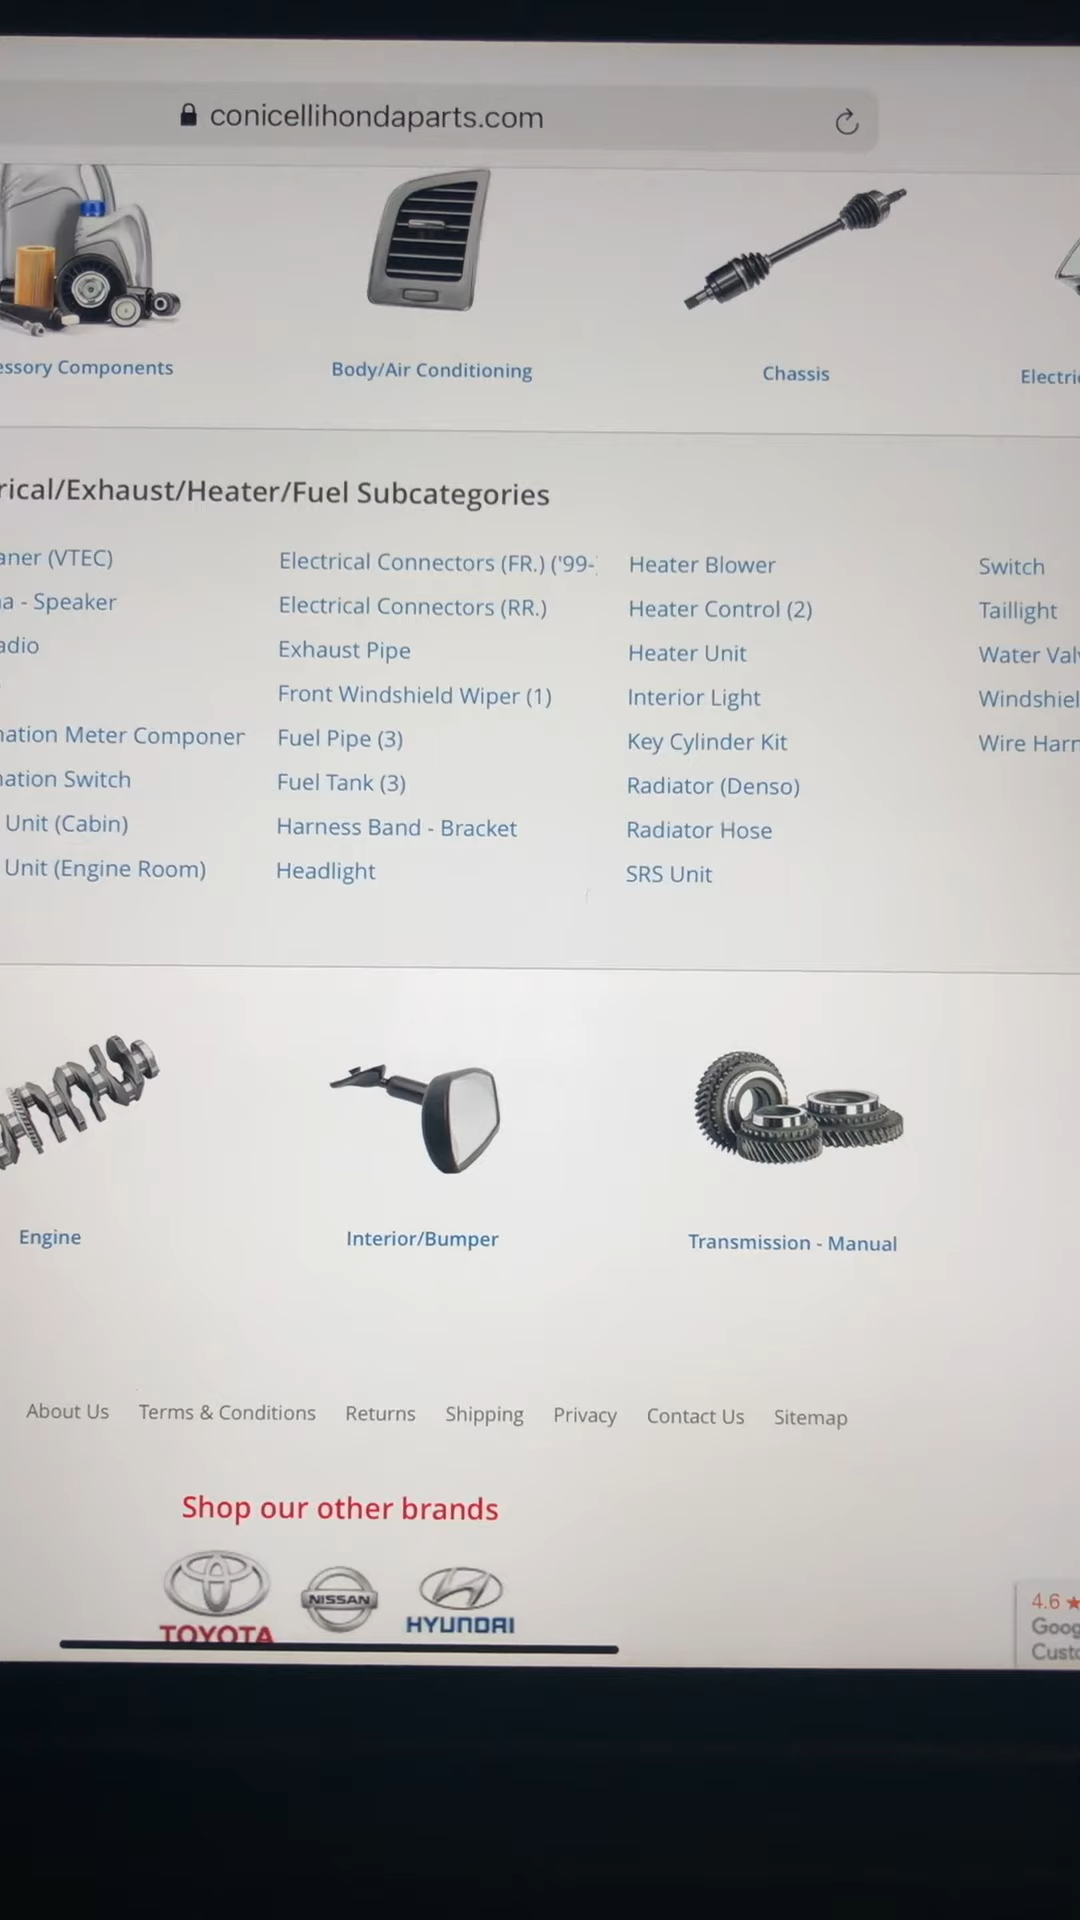 conicellihondaparts.com
essory Components
Body/Air Conditioning
Chassis
Electri
rical/Exhaust/Heater/Fuel Subcategories
aner (VTEC)
a - Speaker
adio
nation Meter Componer
nation Switch
Unit (Cabin)
Unit (Engine Room)
Electrical Connectors (FR.) ('99-
Electrical Connectors (RR.)
Exhaust Pipe
Front Windshield Wiper (1)
Fuel Pipe (3)
Fuel Tank (3)
Harness Band - Bracket
Headlight
Heater Blower
Heater Control (2)
Heater Unit
Interior Light
Key Cylinder Kit
Radiator (Denso)
Radiator Hose
SRS Unit
Switch
Taillight
Water Val
Windshiel
Wire Harn
Engine
Interior/Bumper
Transmission - Manual
About Us Terms & Conditions Returns Shipping Privacy Contact Us Sitemap
Shop our other brands
TOYOTA
NISSAN
HYUNDAI
4.6 ★
Goog
Custo